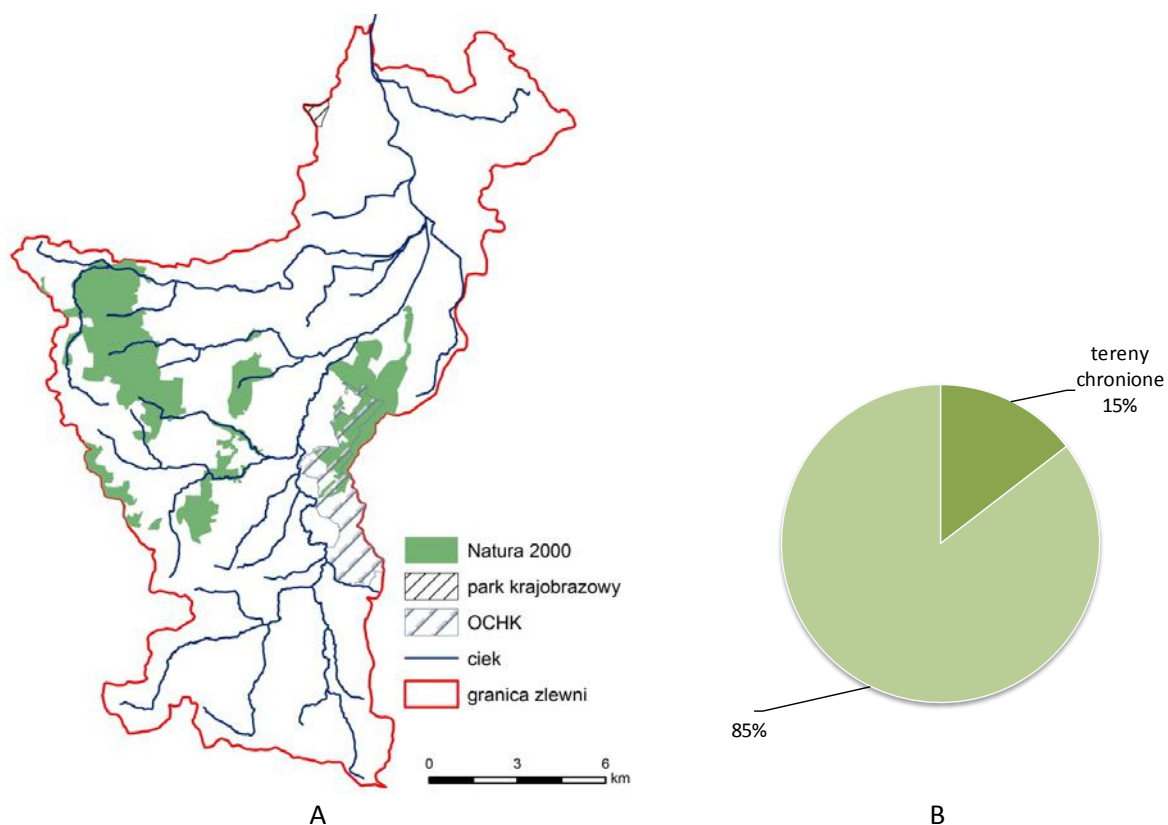 Natura 2000
park krajobrazowy
OCHK
ciek
granica zlewni
0 3 6
km
A
tereny
chronione
15%
85%
B